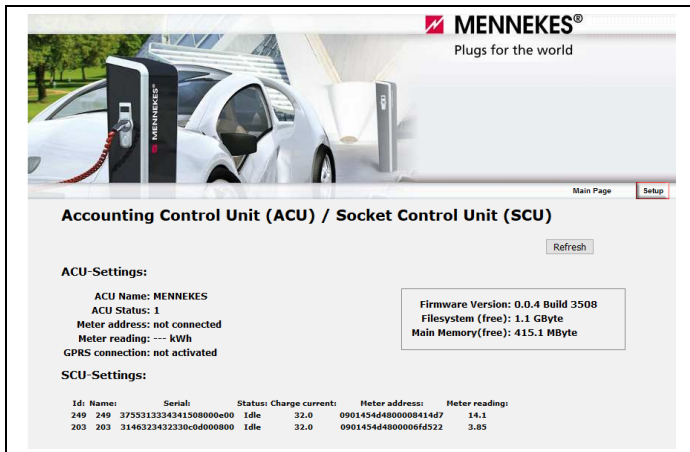 MENNEKES®
Plugs for the world
MENNEKES®
Main Page Setup
Accounting Control Unit (ACU) / Socket Control Unit (SCU)
Refresh
ACU-Settings:
ACU Name: MENNEKES
ACU Status: 1
Meter address: not connected
Meter reading: --- kWh
GPRS connection: not activated
Firmware Version: 0.0.4 Build 3508
Filesystem (free): 1.1 GByte
Main Memory(free): 415.1 MByte
SCU-Settings:
Id: Name: Serial: Status: Charge current: Meter address: Meter reading:
249 249 3755313334341508000e00 Idle 32.0 0901454d4800008414d7 14.1
203 203 3146323432330c0d000800 Idle 32.0 0901454d4800006fd522 3.85